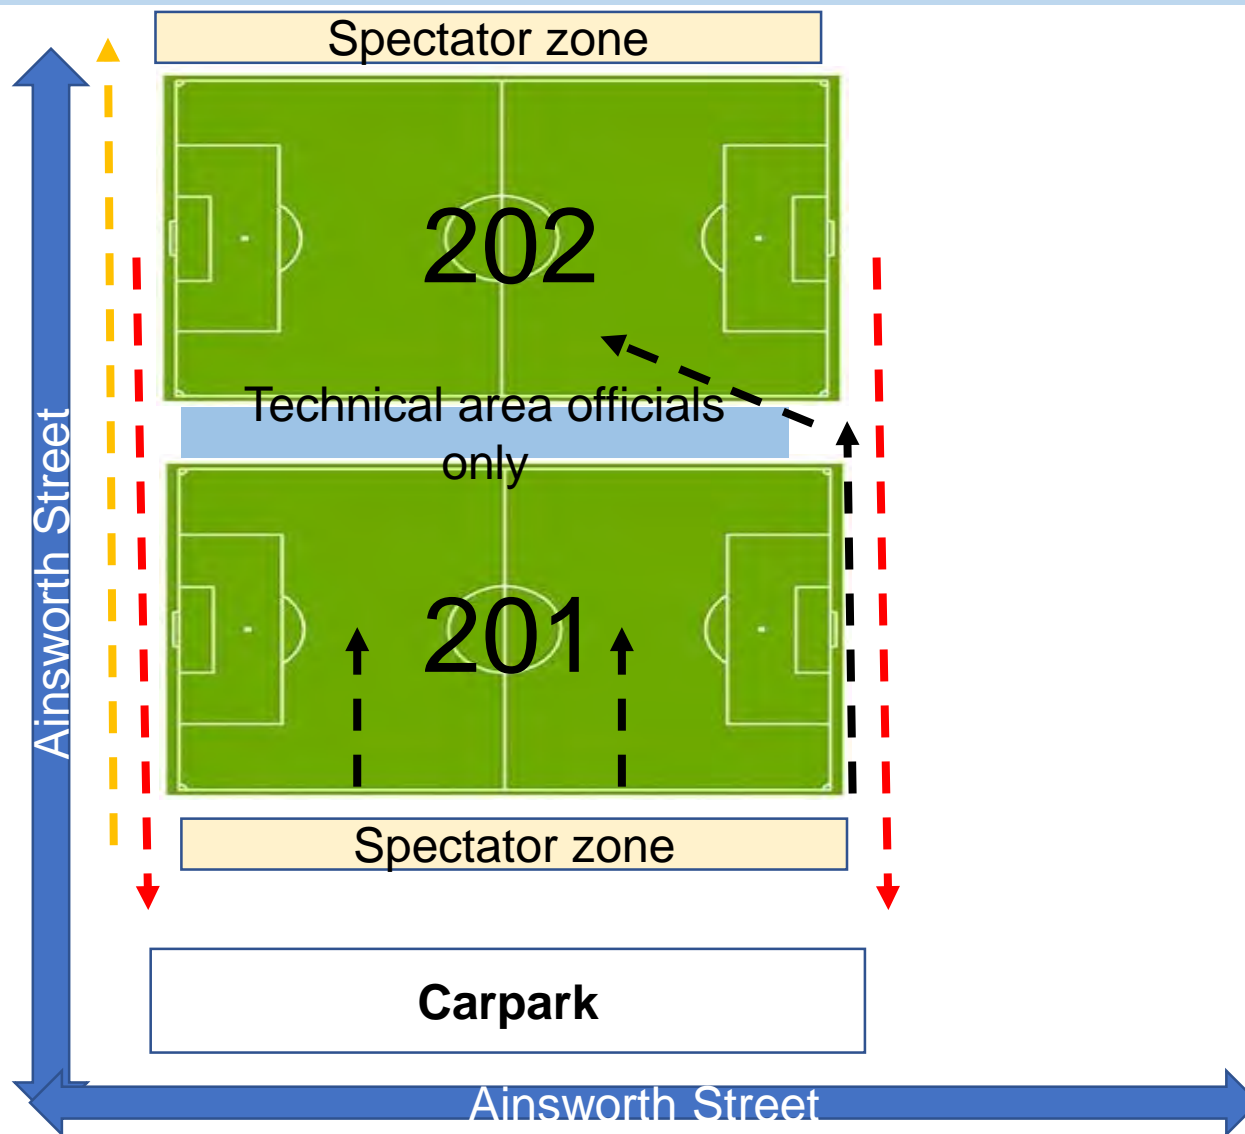 Spectator zone
202
Technical area officials
only
Ainsworth Street
201
Spectator zone
Carpark
Ainsworth Street